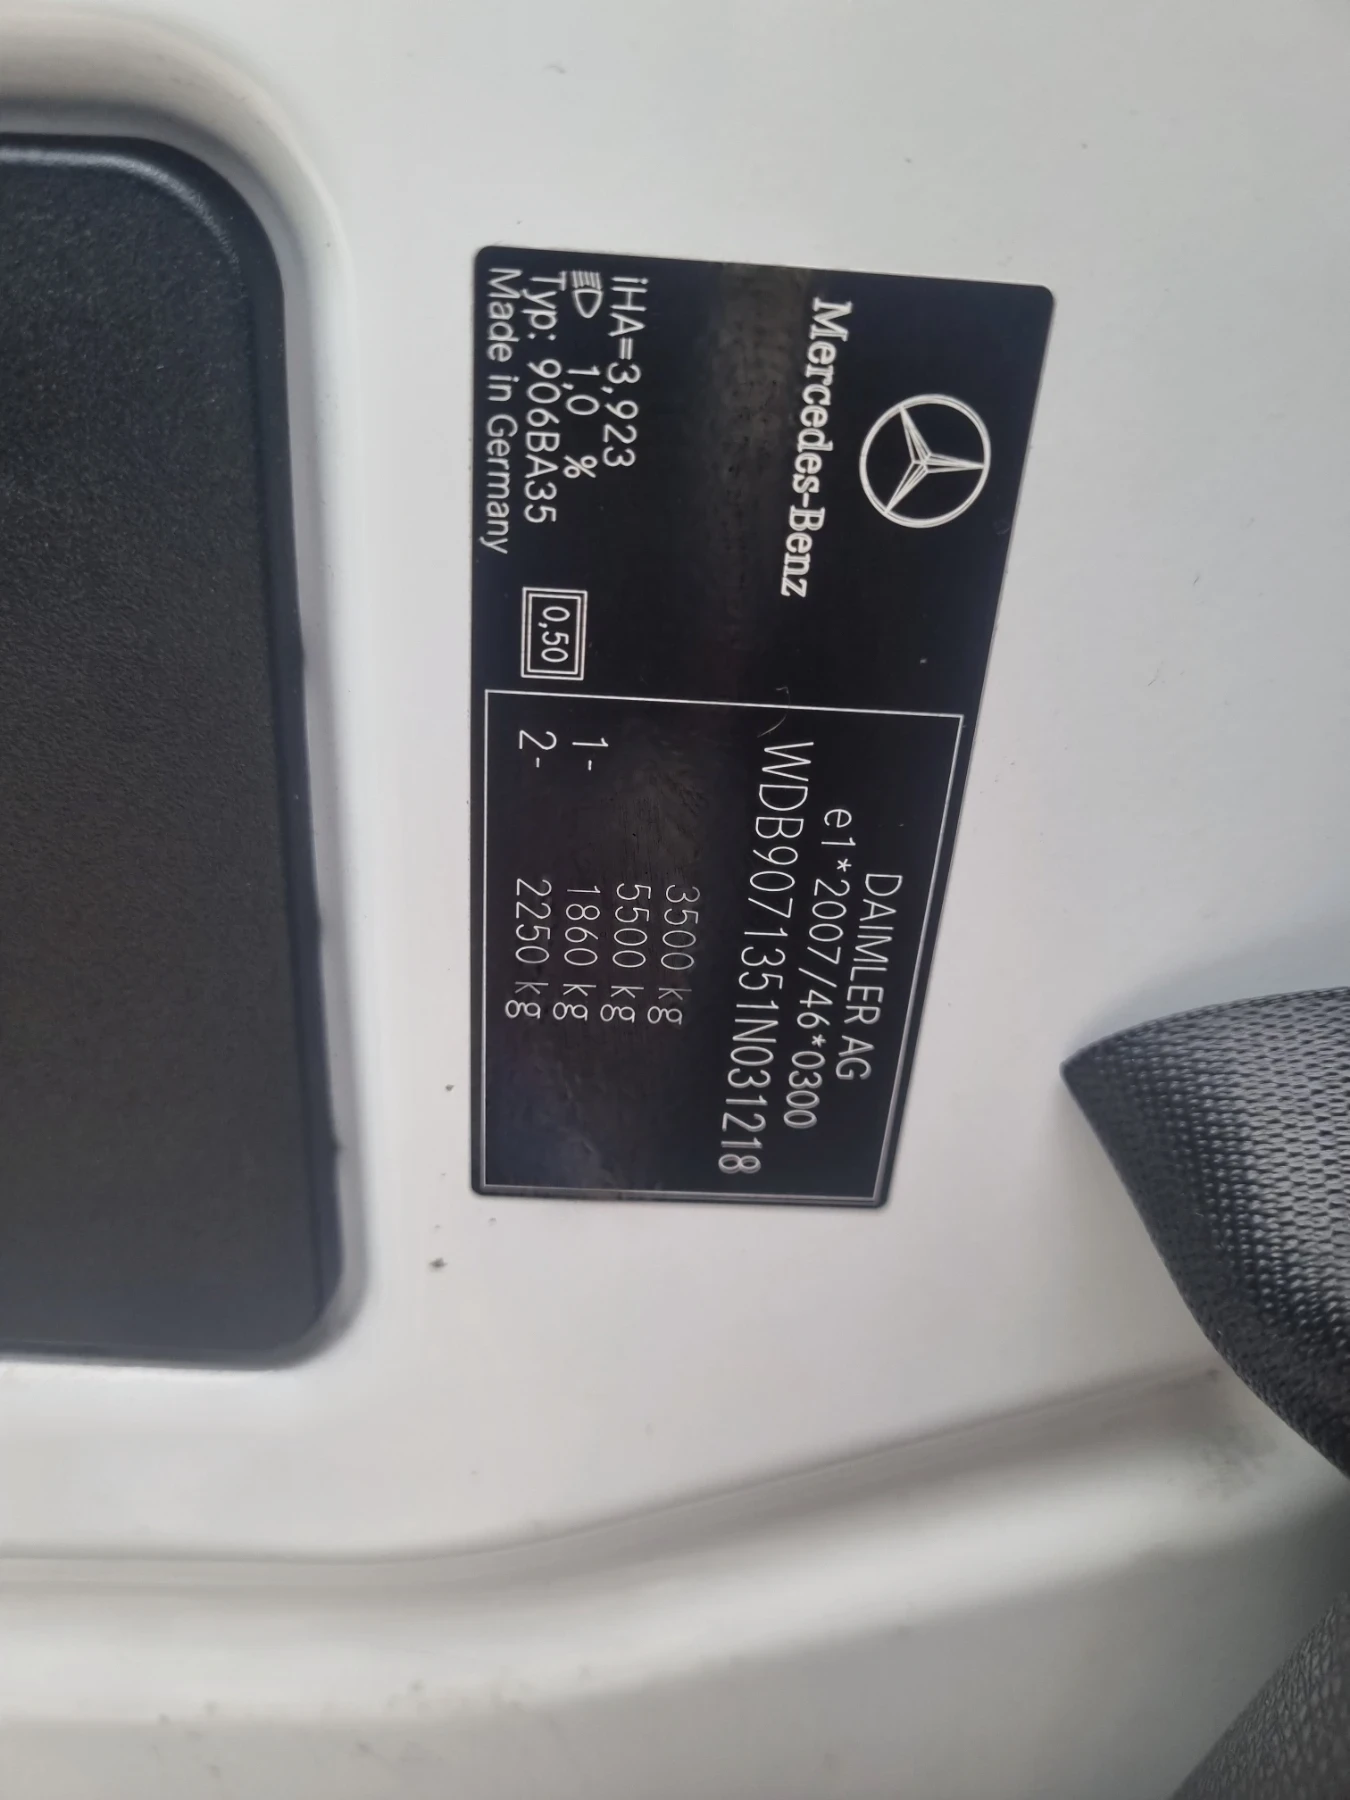 Mercedes-Benz
iHA=3,923
1,0 %
Typ: 906BA35
Made in Germany
0,50
DAIMLER AG
e1*2007/46*0300
WDB9071351N031218
3500 kg
5500 kg
1- 1860 kg
2- 2250 kg